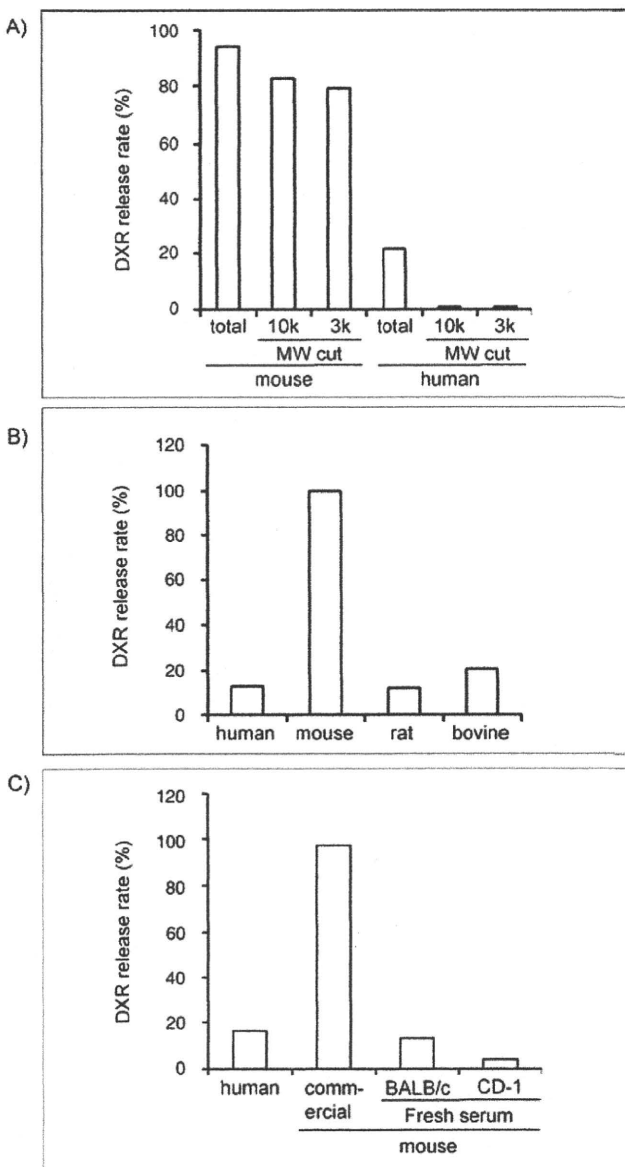 A)
DXR release rate (%)
100
80
60
40
20
0
total 10k 3k total 10k 3k
MW cut MW cut
mouse human
B)
DXR release rate (%)
120
100
80
60
40
20
0
human mouse rat bovine
C)
DXR release rate (%)
120
100
80
60
40
20
0
human comm- BALB/c CD-1
ercial Fresh serum
mouse